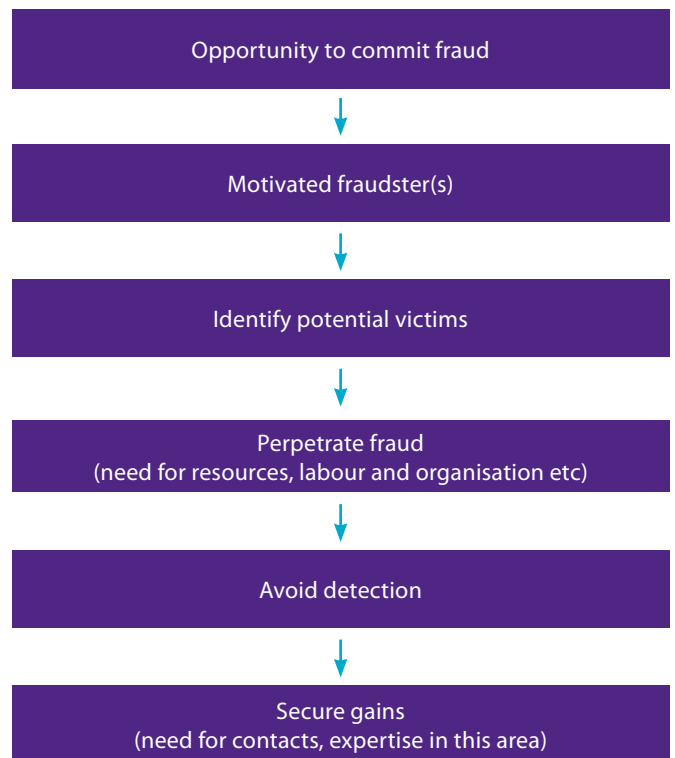 Opportunity to commit fraud
Motivated fraudster(s)
Identify potential victims
Perpetrate fraud
(need for resources, labour and organisation etc)
Avoid detection
Secure gains
(need for contacts, expertise in this area)